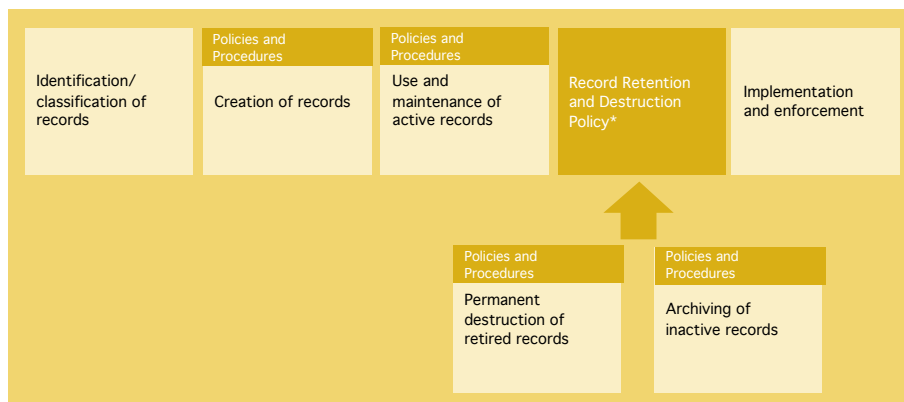 Identification/
classification of
records
Policies and
Procedures
Creation of records
Policies and
Procedures
Use and
maintenance of
active records
Record Retention
and Destruction
Policy*
Implementation
and enforcement
Policies and
Procedures
Permanent
destruction of
retired records
Policies and
Procedures
Archiving of
inactive records